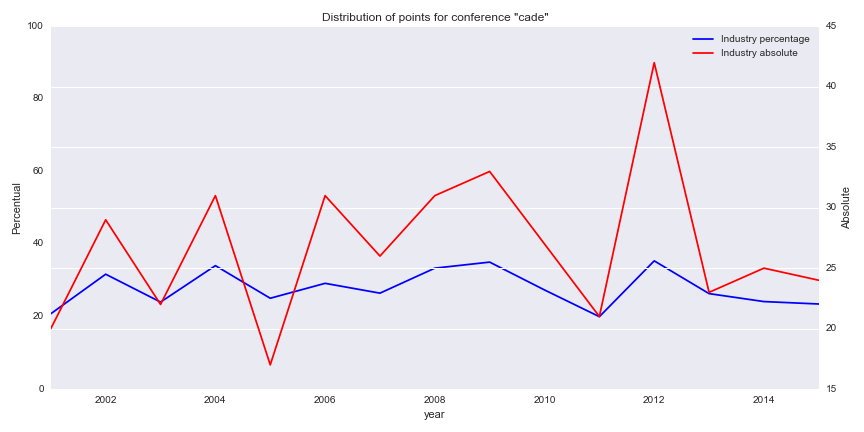 Distribution of points for conference "cade"
Industry percentage
Industry absolute
100
80
60
40
20
0
Percentual
45
40
35
30
25
20
15
Absolute
2002 2004 2006 2008 2010 2012 2014
year